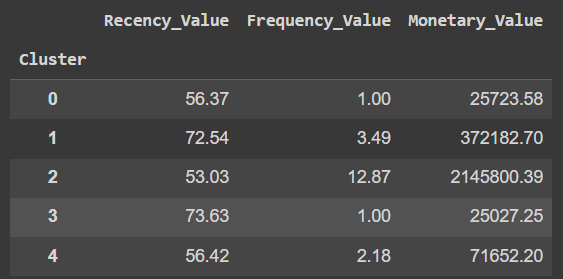 Recency_Value Frequency_Value Monetary_Value
Cluster
0 56.37 1.00 25723.58
1 72.54 3.49 372182.70
2 53.03 12.87 2145800.39
3 73.63 1.00 25027.25
4 56.42 2.18 71652.20